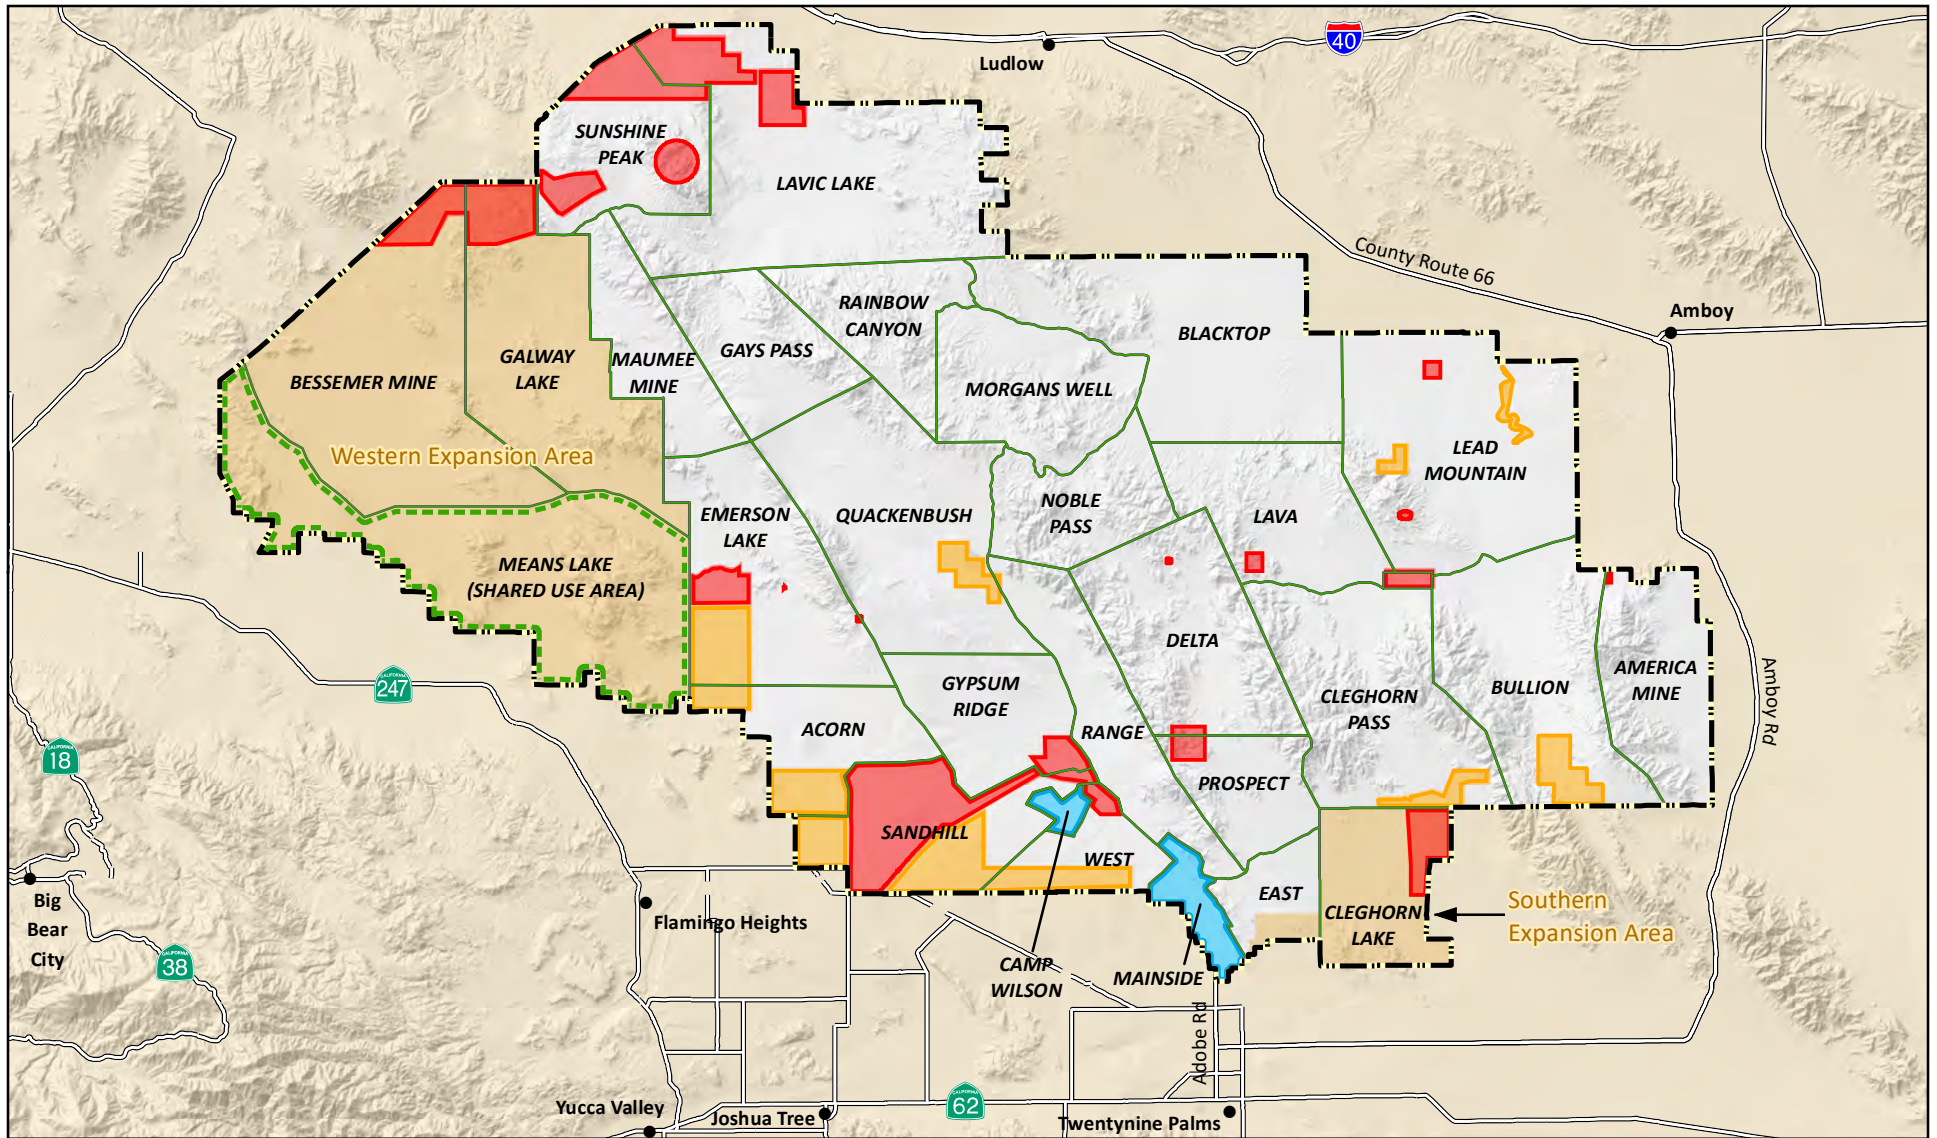 40
Ludlow
SUNSHINE
PEAK
LAVIC LAKE
County Route 66
RAINBOW
CANYON
Amboy
BLACKTOP
GAYS PASS
GALWAY
LAKE
MAUMEE
MINE
BESSEMER MINE
MORGANS WELL
Western Expansion Area
LEAD
MOUNTAIN
EMERSON
LAKE
QUACKENBUSH
NOBLE
PASS
LAVA
MEANS LAKE
(SHARED USE AREA)
DELTA
CALIFORNIA
247
GYPSUM
RIDGE
CLEGHORN
PASS
BULLION
AMERICA
MINE
Amboy Rd
ACORN
RANGE
CALIFORNIA
18
PROSPECT
SANDHILL
WEST
EAST
Big
Bear
City
Flamingo Heights
CLEGHORN
LAKE
Southern
Expansion Area
CALIFORNIA
38
CAMP
WILSON
MAINSIDE
Adobe Rd
CALIFORNIA
62
Yucca Valley
Joshua Tree
Twentynine Palms